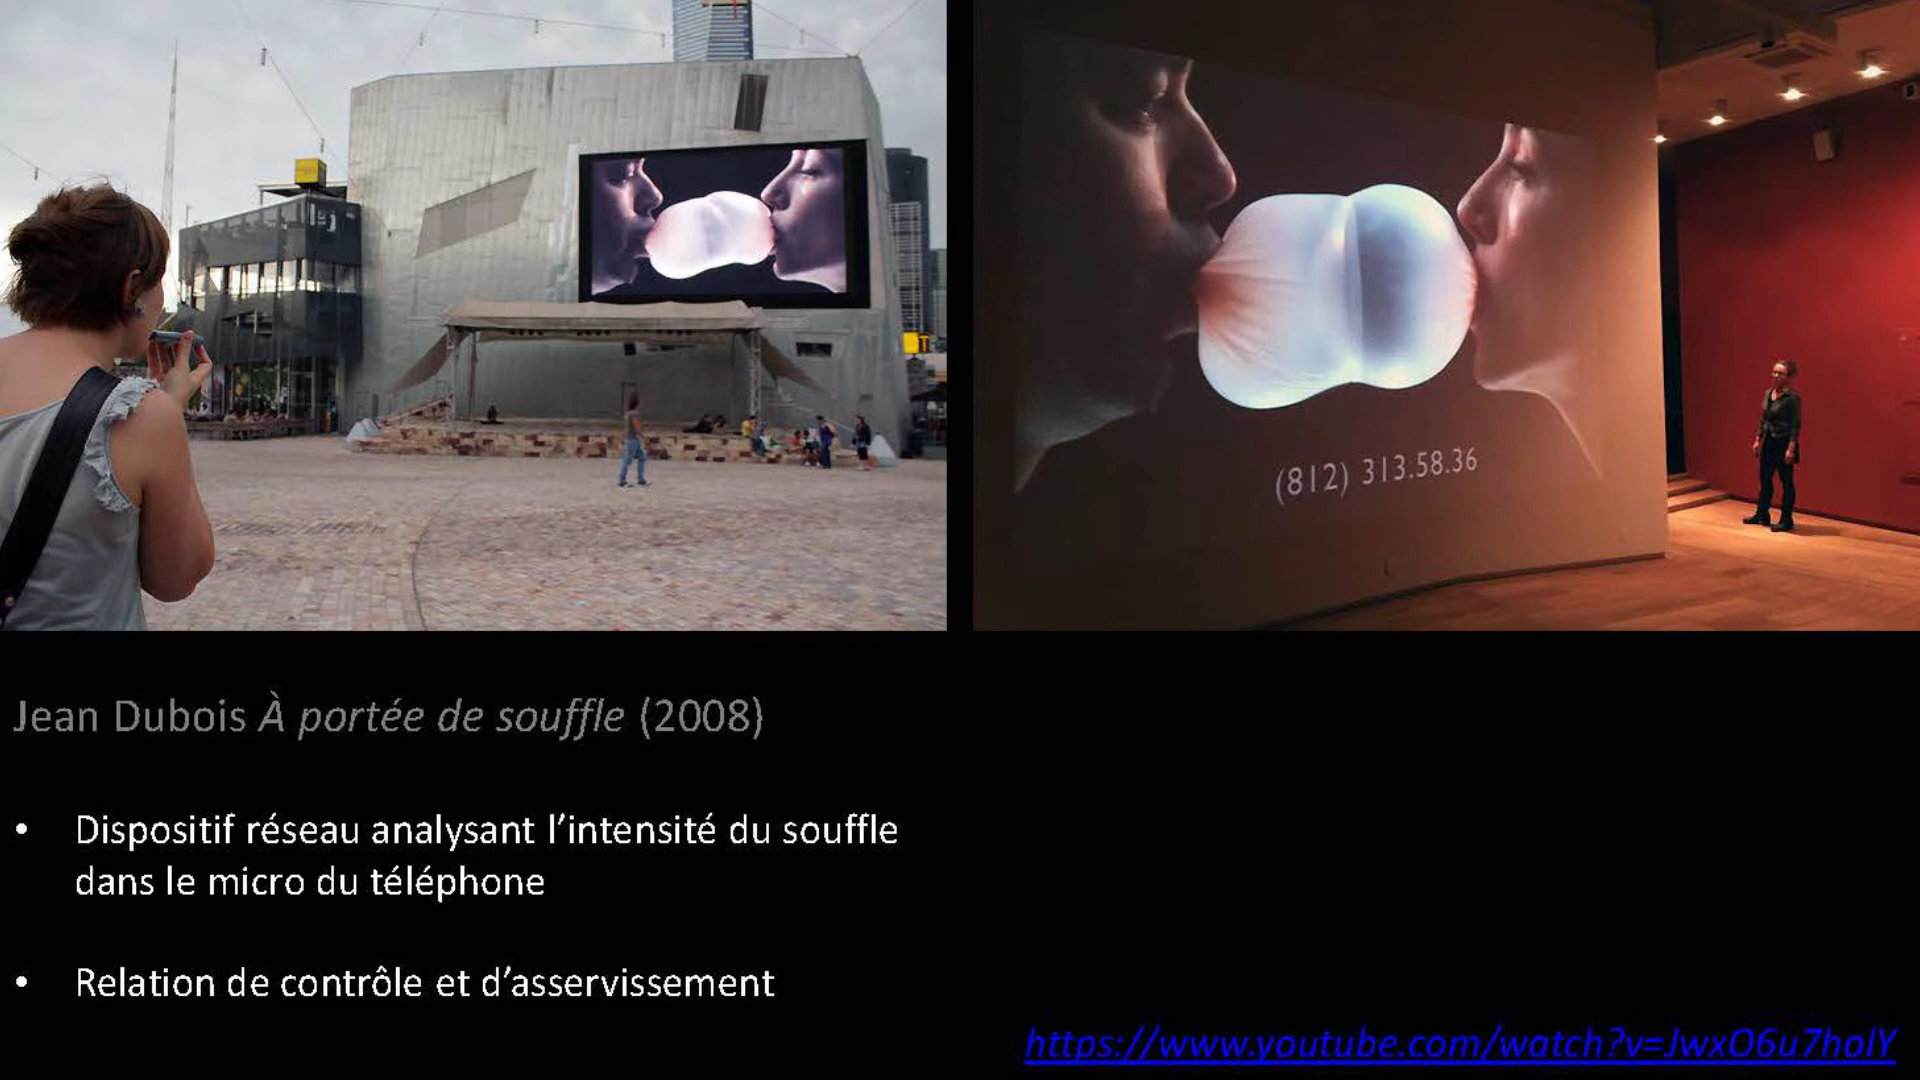 (812) 313.58.36
Jean Dubois À portée de souffle (2008)
• Dispositif réseau analysant l'intensité du souffle
dans le micro du téléphone
• Relation de contrôle et d'asservissement
https://www.youtube.com/watch?v=JwxO6u7holY